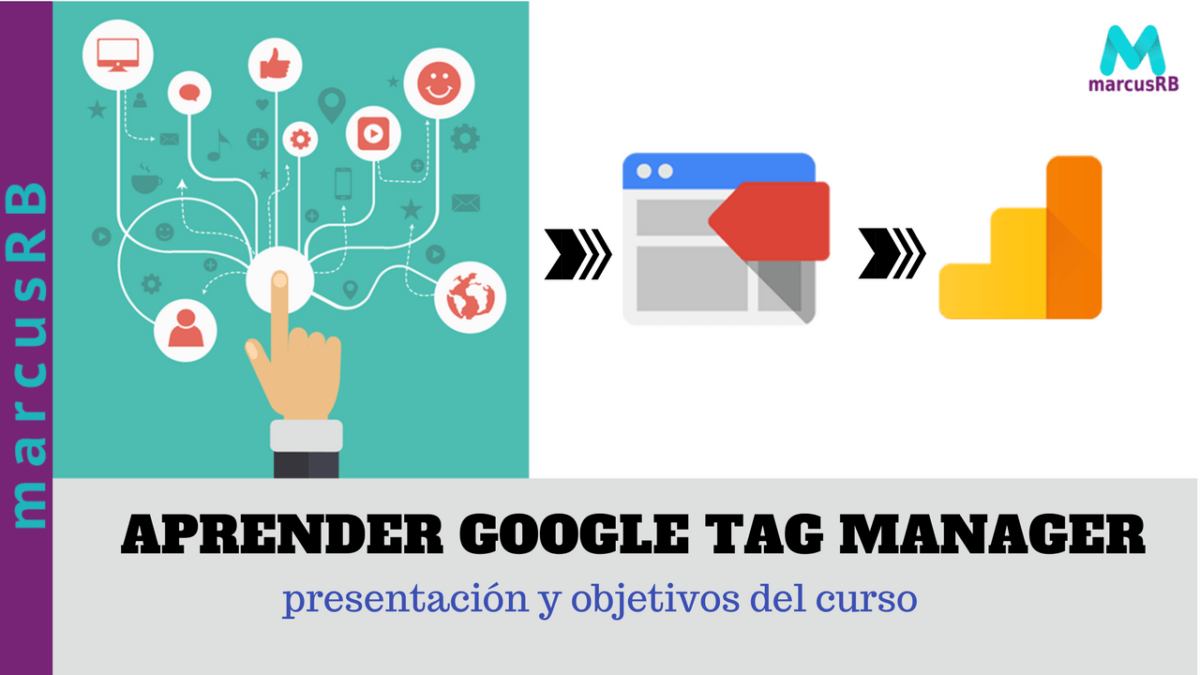 marcusRB
marcusRB
APRENDER GOOGLE TAG MANAGER
presentación y objetivos del curso